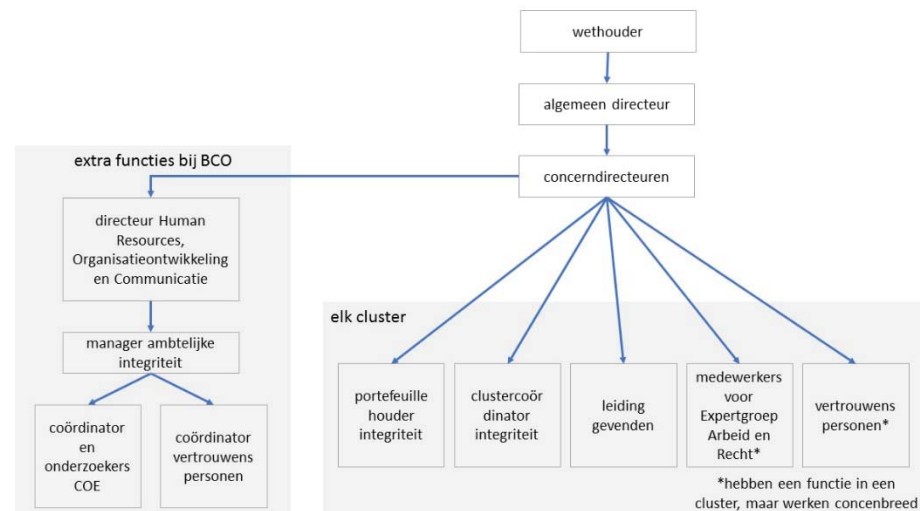 wethouder
algemeen directeur
concerndirecteuren
extra functies bij BCO
directeur Human
Resources,
Organisatieontwikkeling
en Communicatie
manager ambtelijke
integriteit
coördinator
en
onderzoekers
COE
coördinator
vertrouwens
personen
elk cluster
portefeuille
houder
integriteit
clustercoör
dinator
integriteit
leiding
gevenden
medewerkers
voor
Expertgroep
Arbeid en
Recht*
vertrouwens
personen*
*hebben een functie in een
cluster, maar werken concenbreed